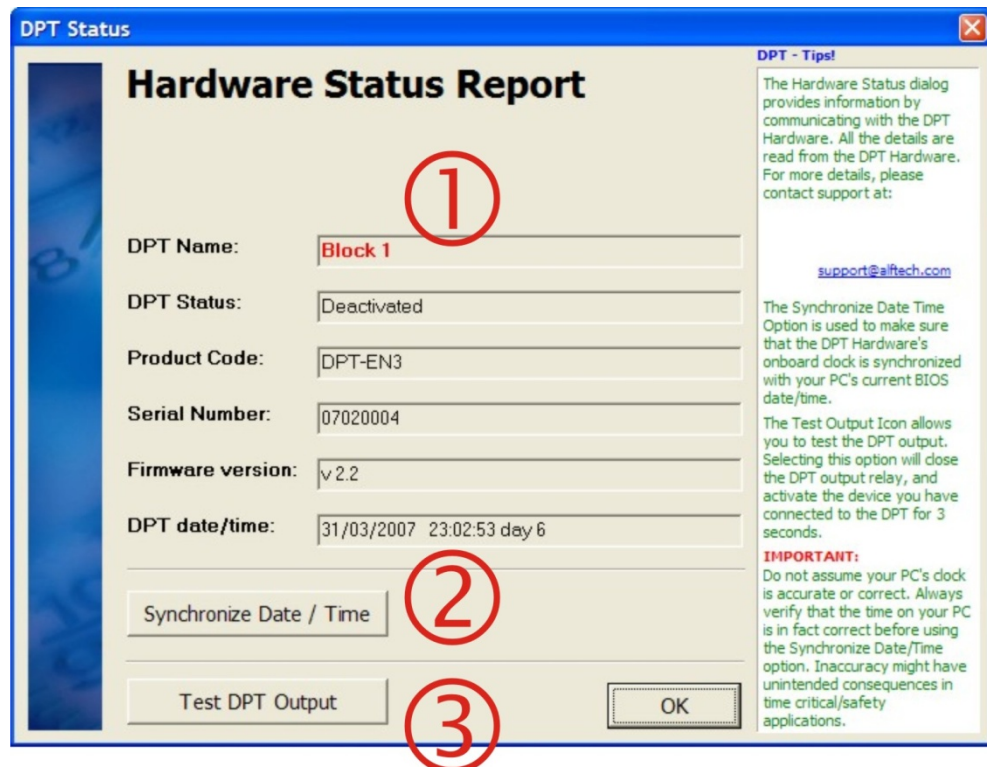 DPT Status
Hardware Status Report
①
DPT Name:
Block 1
DPT Status:
Deactivated
Product Code:
DPT-EN3
Serial Number:
07020004
Firmware version:
v 2.2
DPT date/time:
31/03/2007 23:02:53 day 6
Synchronize Date / Time
②
Test DPT Output
③
OK
DPT - Tips!
The Hardware Status dialog
provides information by
communicating with the DPT
Hardware. All the details are
read from the DPT Hardware.
For more details, please
contact support at:
support@alftech.com
The Synchronize Date Time
Option is used to make sure
that the DPT Hardware's
onboard clock is synchronized
with your PC's current BIOS
date/time.
The Test Output Icon allows
you to test the DPT output.
Selecting this option will close
the DPT output relay, and
activate the device you have
connected to the DPT for 3
seconds.
IMPORTANT:
Do not assume your PC's clock
is accurate or correct. Always
verify that the time on your PC
is in fact correct before using
the Synchronize Date/Time
option. Inaccuracy might have
unintended consequences in
time critical/safety
applications.